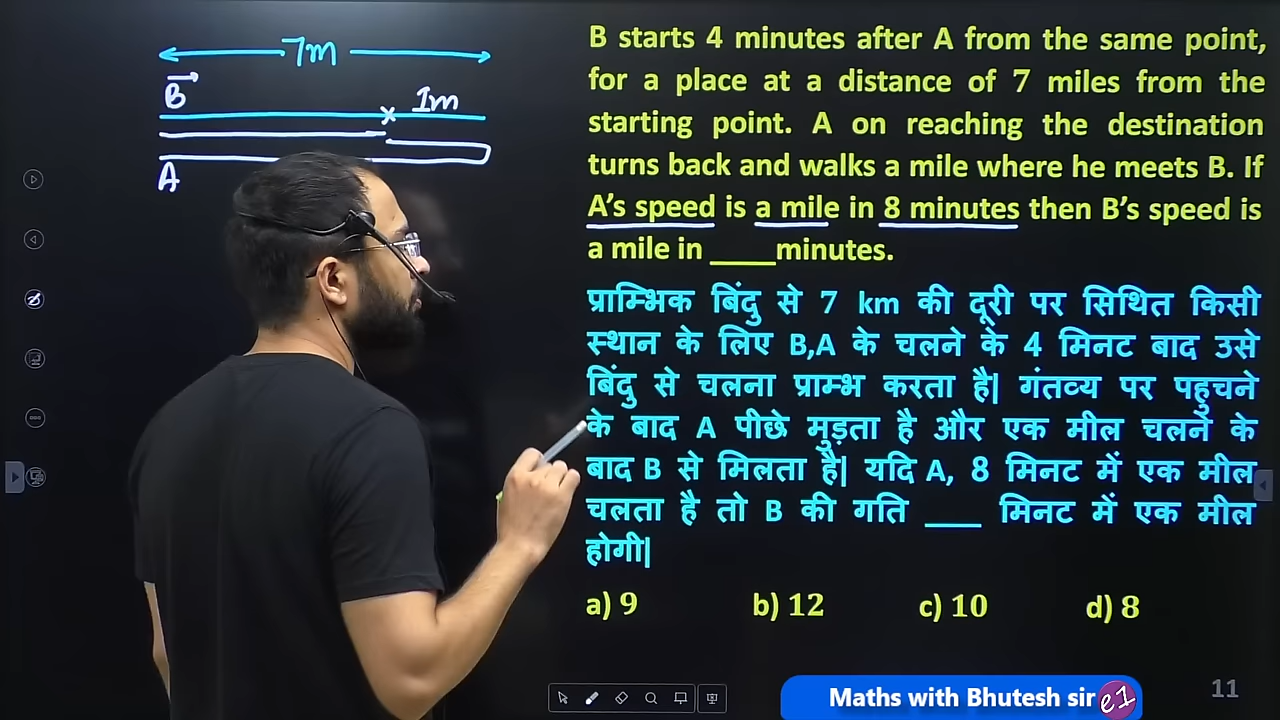 7m
B
1m
A
B starts 4 minutes after A from the same point,
for a place at a distance of 7 miles from the
starting point. A on reaching the destination
turns back and walks a mile where he meets B. If
A’s speed is a mile in 8 minutes then B’s speed is
a mile in ____minutes.
प्राम्भिक बिंदु से 7 km की दूरी पर सिथित किसी
स्थान के लिए B,A के चलने के 4 मिनट बाद उसे
बिंदु से चलना प्राम्भ करता है| गंतव्य पर पहुचने
के बाद A पीछे मुड़ता है और एक मील चलने के
बाद B से मिलता है| यदि A, 8 मिनट में एक मील
चलता है तो B की गति ___ मिनट में एक मील
होगी|
a) 9 b) 12 c) 10 d) 8
Maths with Bhutesh sir e1
11